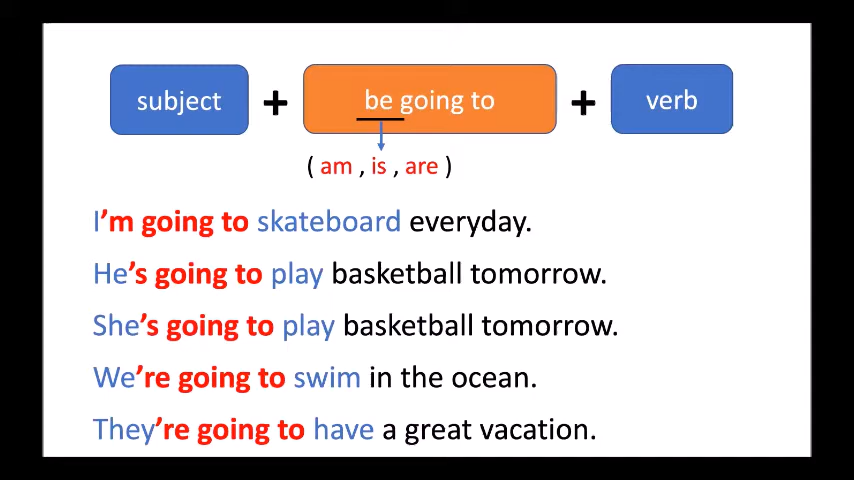 subject + be going to + verb
( am , is , are )
I'm going to skateboard everyday.
He's going to play basketball tomorrow.
She's going to play basketball tomorrow.
We're going to swim in the ocean.
They're going to have a great vacation.